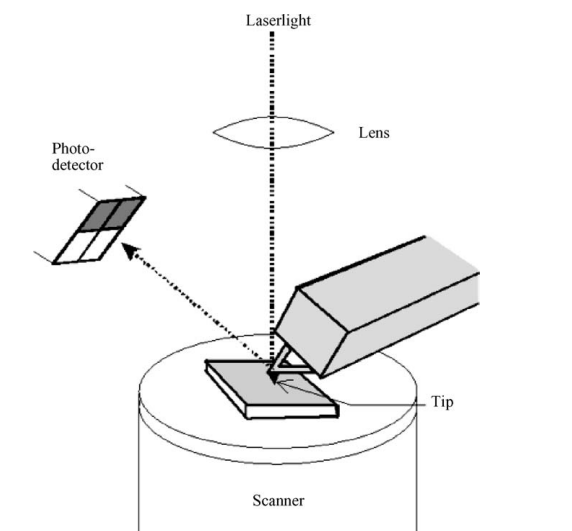 Laserlight
Lens
Photo-
detector
Tip
Scanner